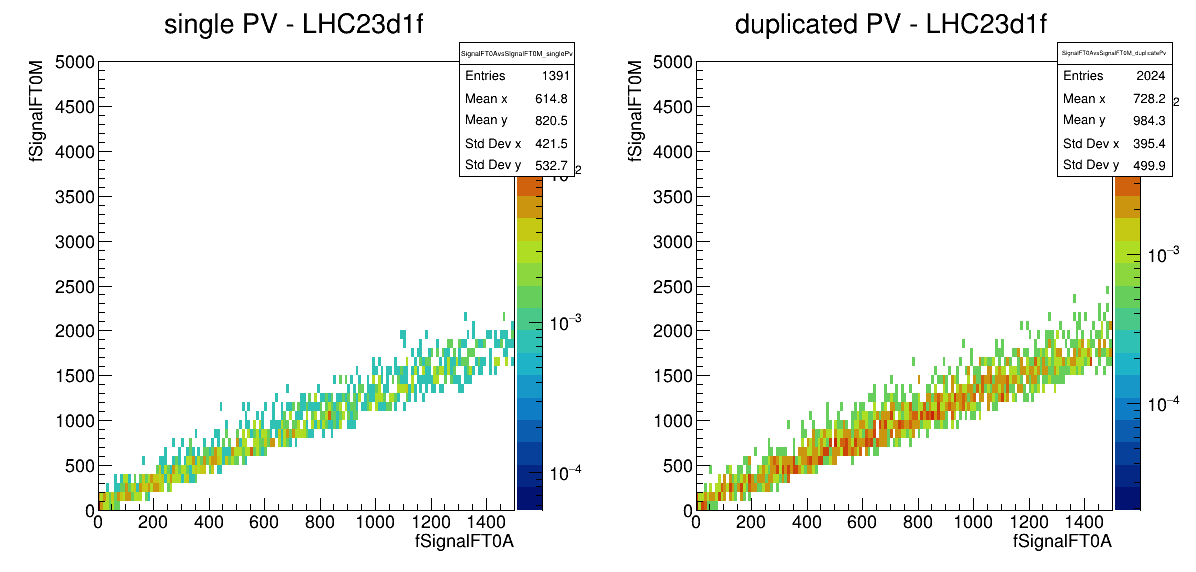 single PV - LHC23d1f
SignalFT0AvsSignalFT0M_singlePv
Entries 1391
Mean x 614.8
Mean y 820.5
Std Dev x 421.5
Std Dev y 532.7
fSignalFT0M
5000
4500
4000
3500
3000
2500
2000
1500
1000
500
0
0 200 400 600 800 1000 1200 1400
fSignalFT0A
10⁻²
10⁻³
10⁻⁴
duplicated PV - LHC23d1f
SignalFT0AvsSignalFT0M_duplicatePv
Entries 2024
Mean x 728.2
Mean y 984.3
Std Dev x 395.4
Std Dev y 499.9
fSignalFT0M
5000
4500
4000
3500
3000
2500
2000
1500
1000
500
0
0 200 400 600 800 1000 1200 1400
fSignalFT0A
2
10⁻³
10⁻⁴